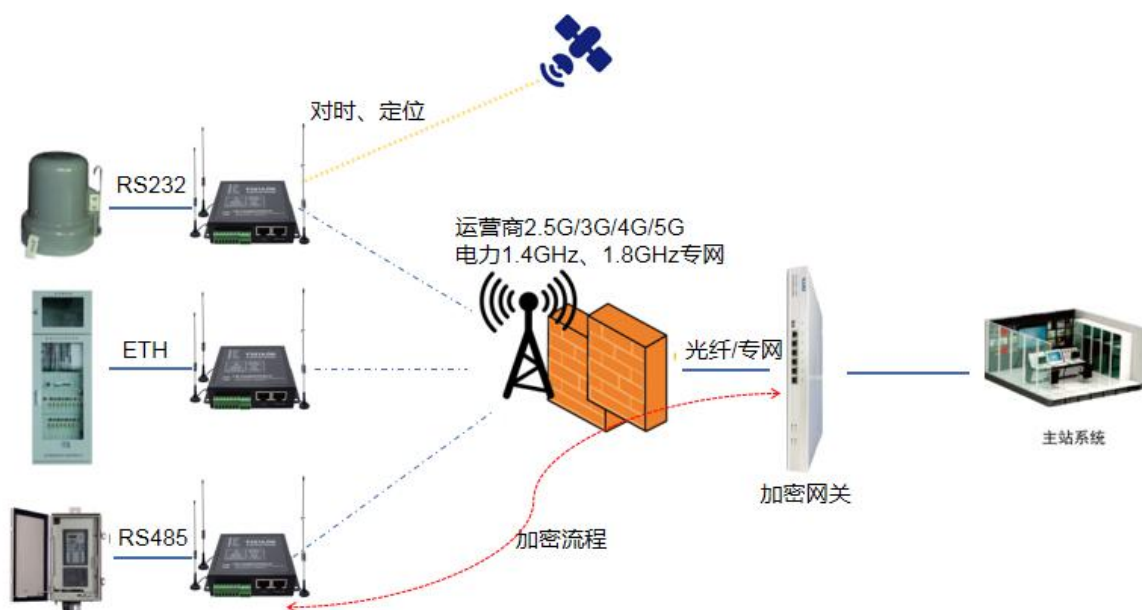 对时、定位
RS232
运营商2.5G/3G/4G/5G
电力1.4GHz、1.8GHz专网
ETH
光纤/专网
主站系统
加密网关
RS485
加密流程